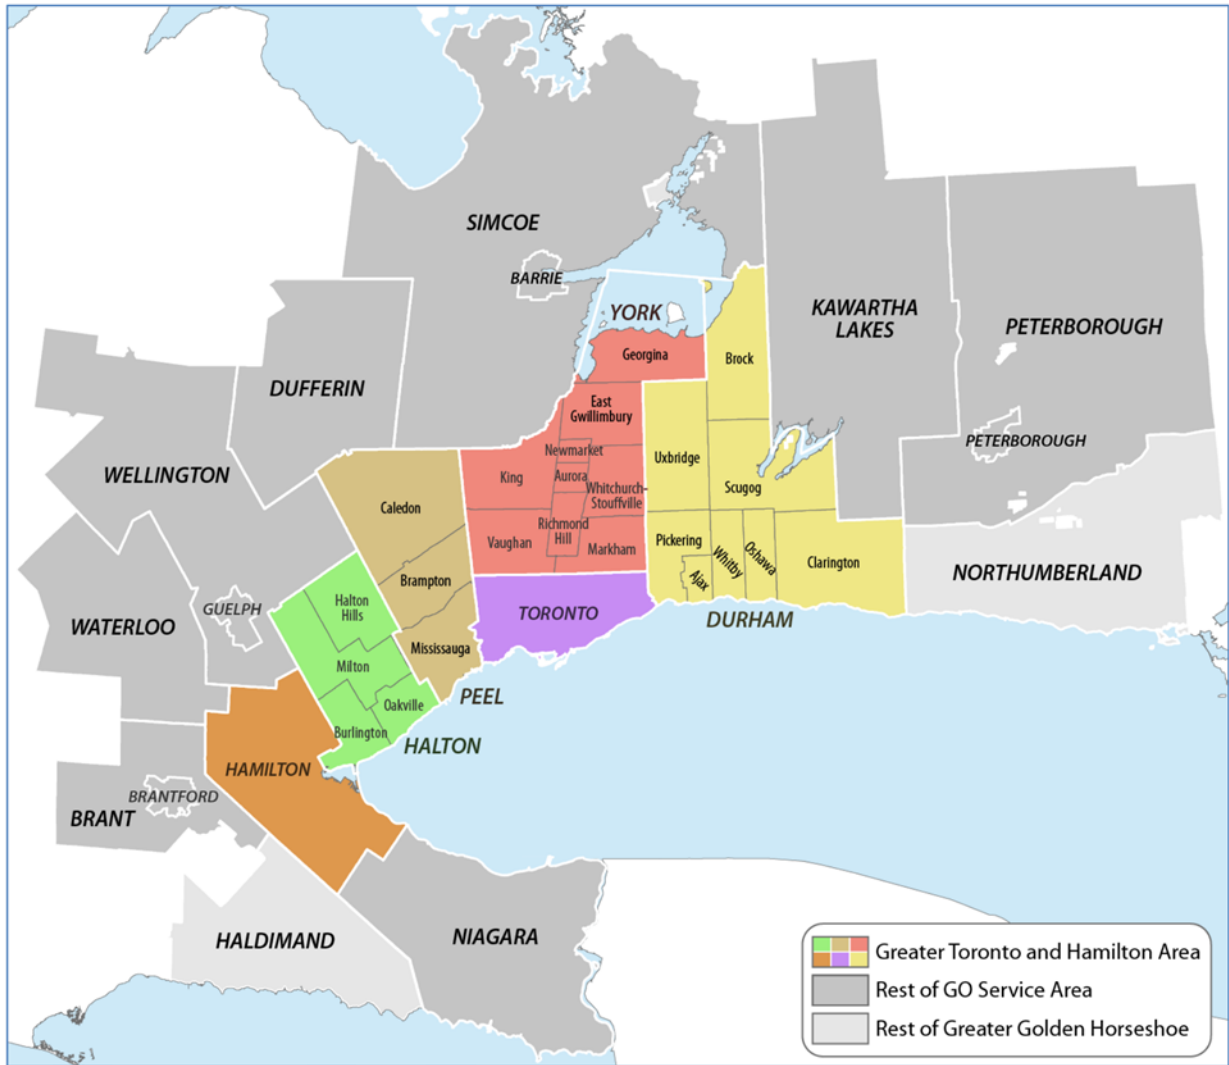 SIMCOE
BARRIE
YORK
KAWARTHA
LAKES
PETERBOROUGH
Georgina
Brock
DUFFERIN
East
Gwillimbury
PETERBOROUGH
Newmarket
WELLINGTON
King
Aurora
Uxbridge
Whitchurch-
Stouffville
Scugog
Caledon
Richmond
Hill
Vaughan
Markham
Pickering
Ajax
Whitby
Oshawa
Clarington
NORTHUMBERLAND
Brampton
GUELPH
Halton
Hills
TORONTO
DURHAM
WATERLOO
Mississauga
Milton
PEEL
Oakville
Burlington
HALTON
HAMILTON
BRANTFORD
BRANT
HALDIMAND
NIAGARA
Greater Toronto and Hamilton Area
Rest of GO Service Area
Rest of Greater Golden Horseshoe